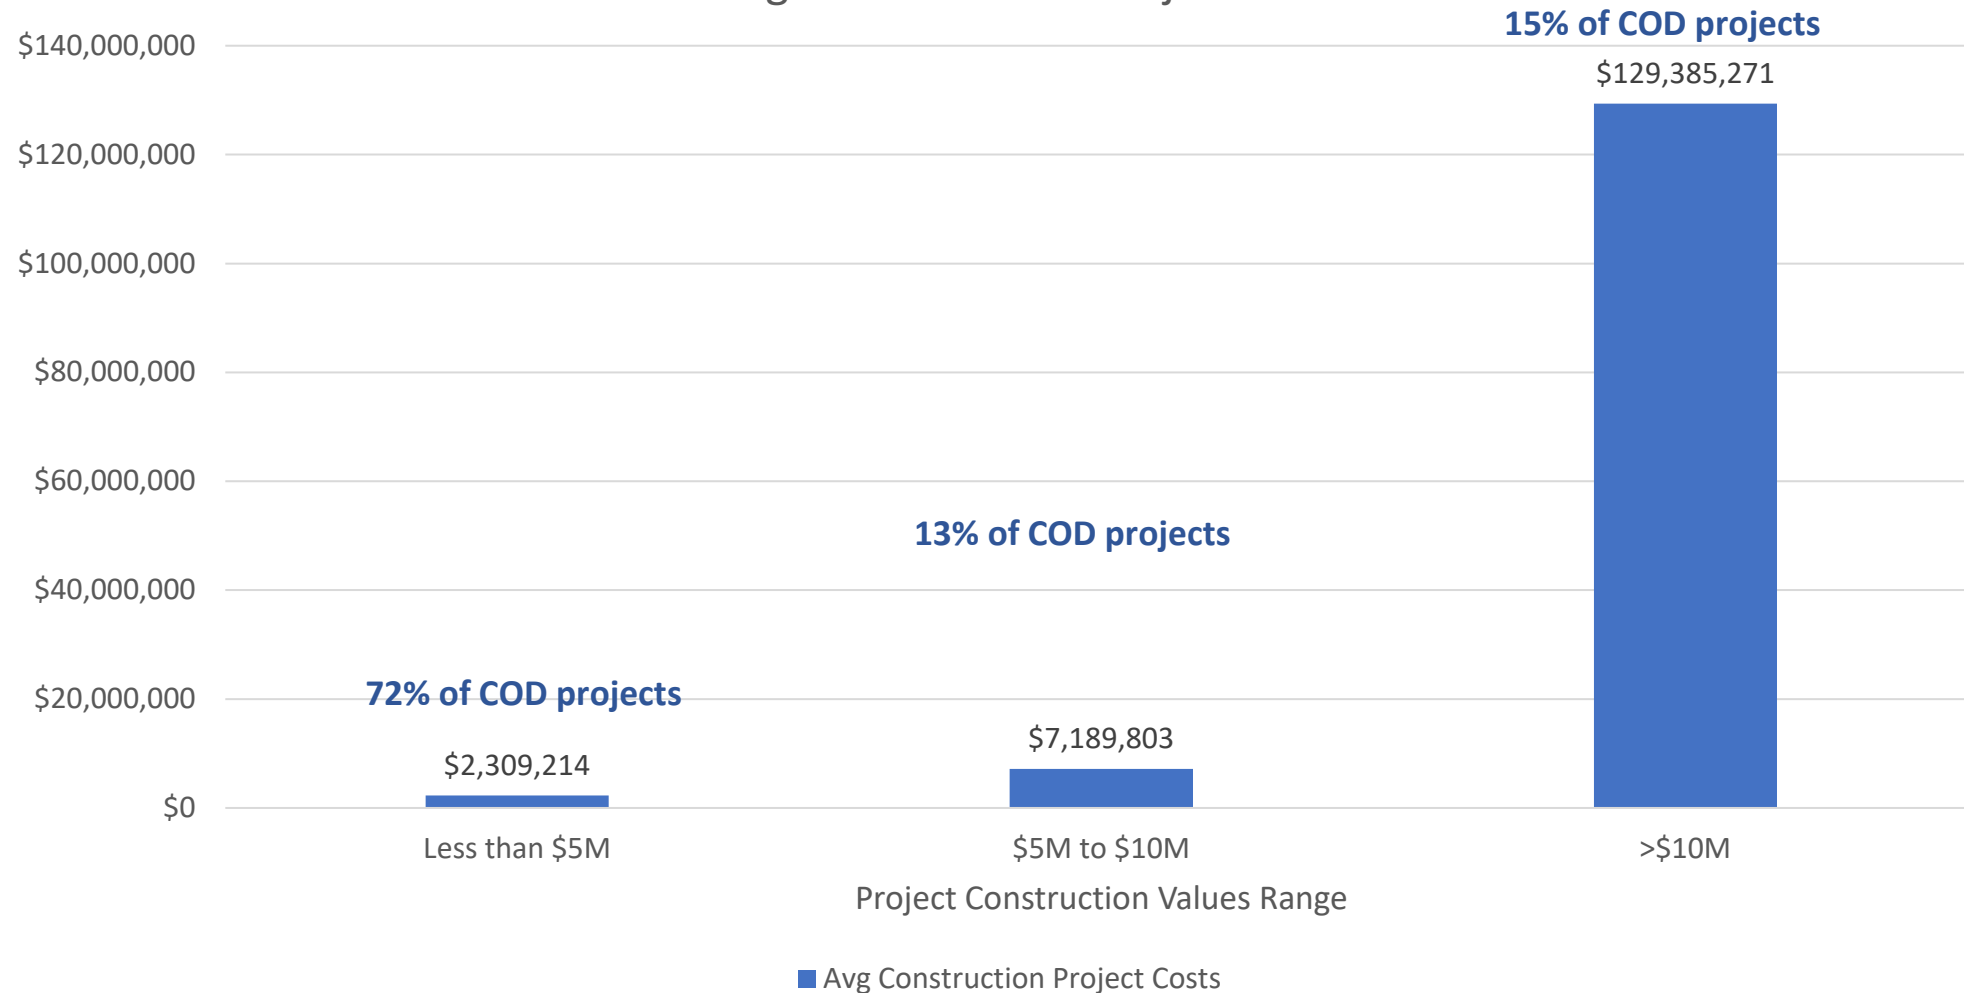 15% of COD projects
$140,000,000
$129,385,271
$120,000,000
$100,000,000
$80,000,000
$60,000,000
13% of COD projects
$40,000,000
72% of COD projects
$20,000,000
$7,189,803
$2,309,214
$0
Less than $5M
$5M to $10M
>$10M
Project Construction Values Range
Avg Construction Project Costs